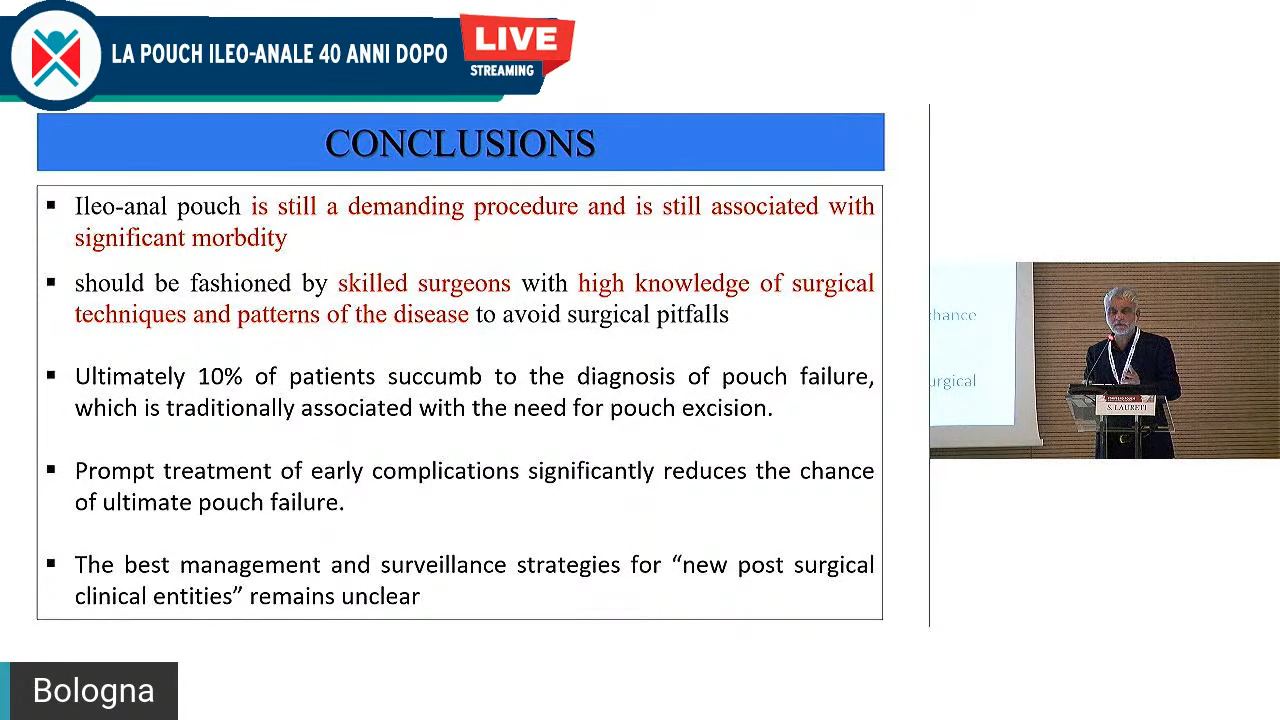 LA POUCH ILEO-ANALE 40 ANNI DOPO
LIVE
STREAMING
CONCLUSIONS
▪ Ileo-anal pouch is still a demanding procedure and is still associated with
significant morbdity
▪ should be fashioned by skilled surgeons with high knowledge of surgical
techniques and patterns of the disease to avoid surgical pitfalls
▪ Ultimately 10% of patients succumb to the diagnosis of pouch failure,
which is traditionally associated with the need for pouch excision.
▪ Prompt treatment of early complications significantly reduces the chance
of ultimate pouch failure.
▪ The best management and surveillance strategies for “new post surgical
clinical entities” remains unclear
chance
urgical
S. LAURETI
Bologna